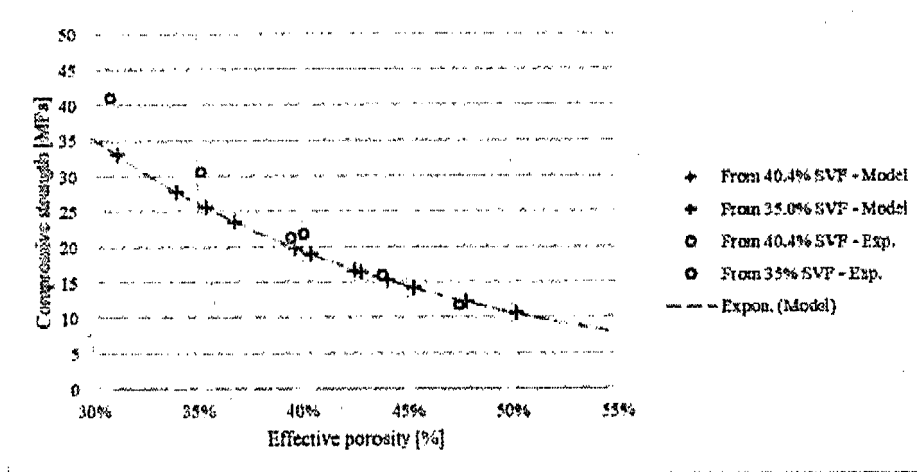 50
45
40
35
30
25
20
15
10
5
0
Compressive strength [MPa]
30%
35%
40%
45%
50%
55%
Effective porosity [%]
From 40.4% SVF - Model
From 35.0% SVF - Model
From 40.4% SVF - Exp.
From 35% SVF - Exp.
Expon. (Model)